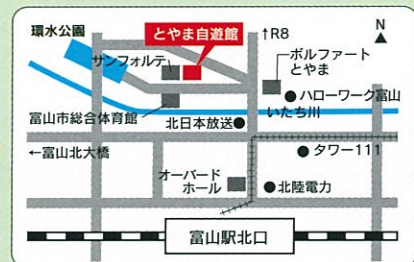 環水公園
とやま自遊館
↑R8
N
サンフォルテ
ボルファート
とやま
ハローワーク富山
富山市総合体育館
いたち川
北日本放送
←富山北大橋
タワー111
オーバード
ホール
北陸電力
富山駅北口